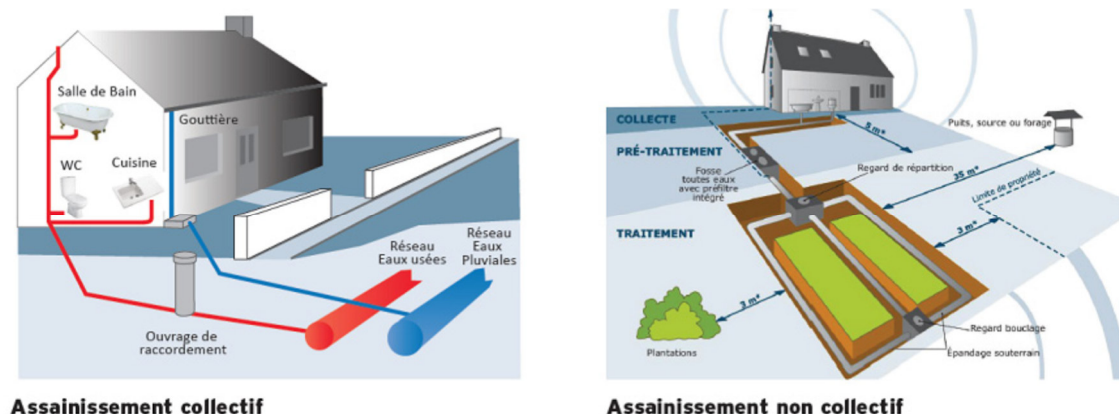 Salle de Bain
Gouttière
WC
Cuisine
Réseau
Eaux usées
Réseau
Eaux
Pluviales
Ouvrage de
raccordement
Assainissement collectif
COLLECTE
5 m*
Puits, source ou forage
PRÉ-TRAITEMENT
Fosse
toutes eaux
avec préfiltre
intégré
Regard de répartition
35 m*
Limite de propriété
TRAITEMENT
3 m*
3 m*
Plantations
Regard bouclage
Épandage souterrain
Assainissement non collectif